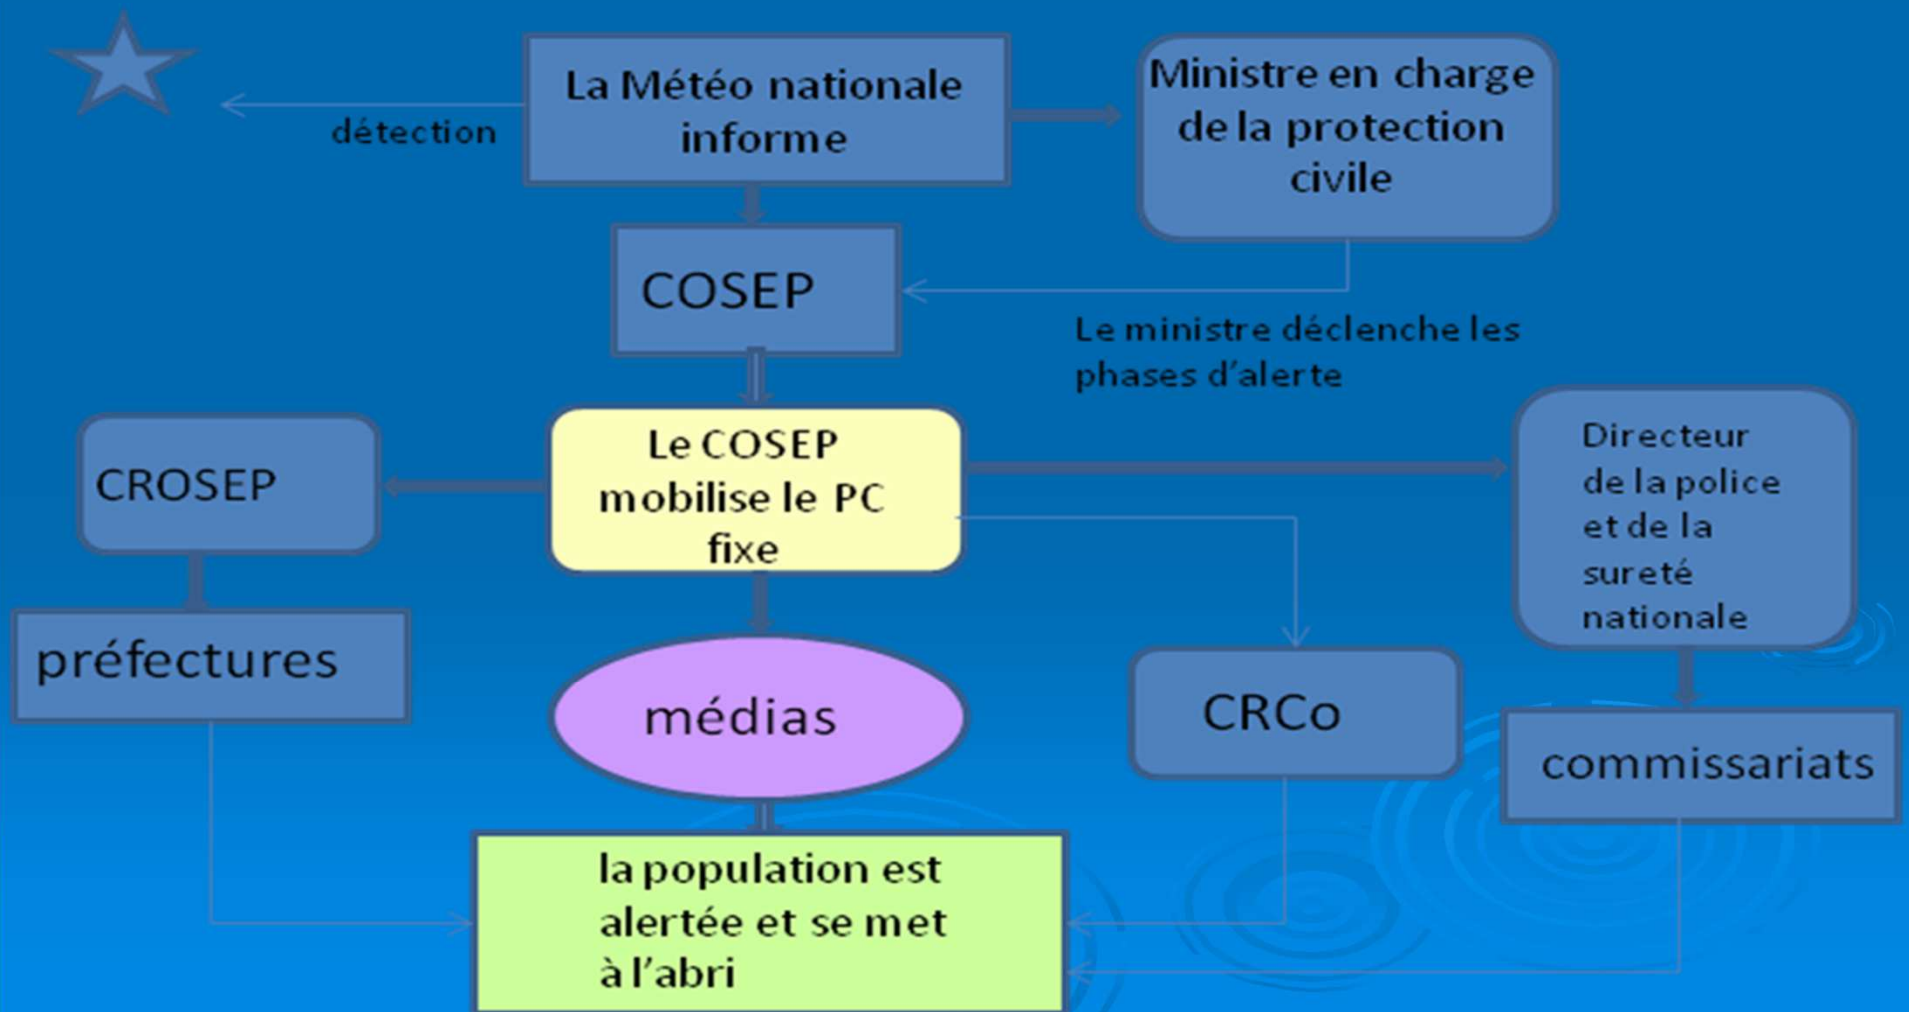 La Météo nationale
informe
Ministre en charge
de la protection
civile
détection
COSEP
Le ministre déclenche les
phases d'alerte
CROSEP
Le COSEP
mobilise le PC
fixe
Directeur
de la police
et de la
sureté
nationale
préfectures
médias
CRCo
commissariats
la population est
alertée et se met
à l'abri